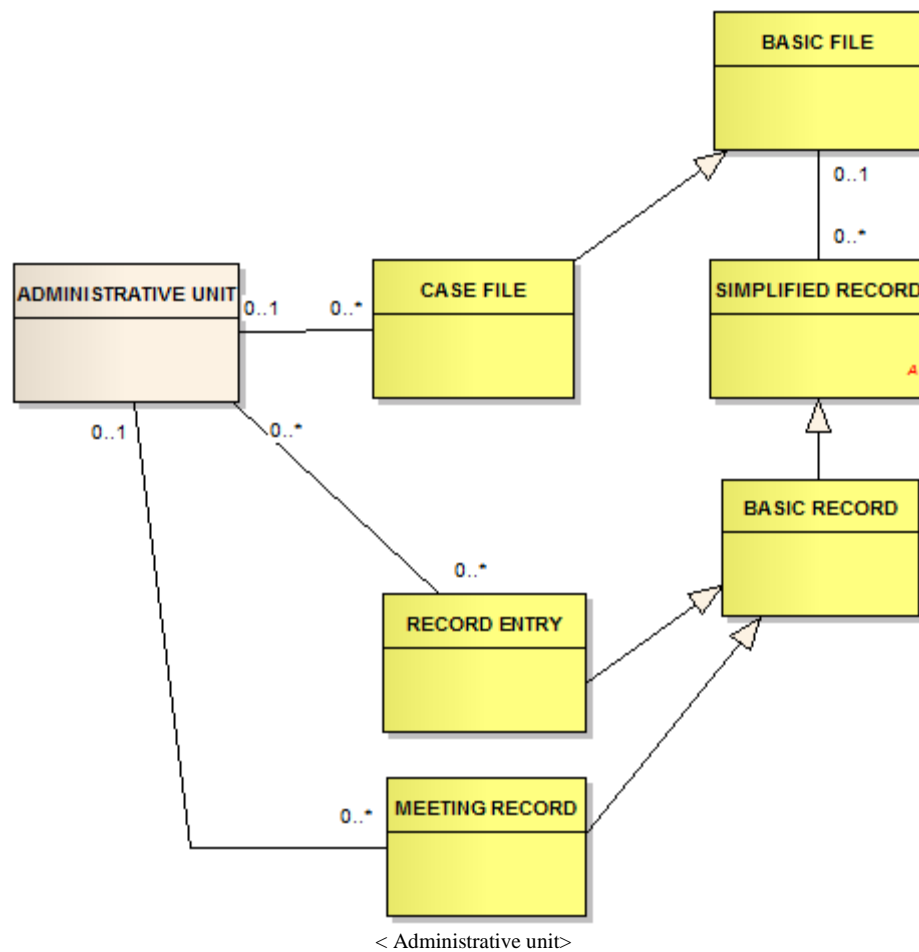 BASIC FILE
0..1
0..*
ADMINISTRATIVE UNIT
0..1
0..*
CASE FILE
SIMPLIFIED RECORD
A
0..1
0..*
BASIC RECORD
0..*
RECORD ENTRY
0..*
MEETING RECORD
< Administrative unit>